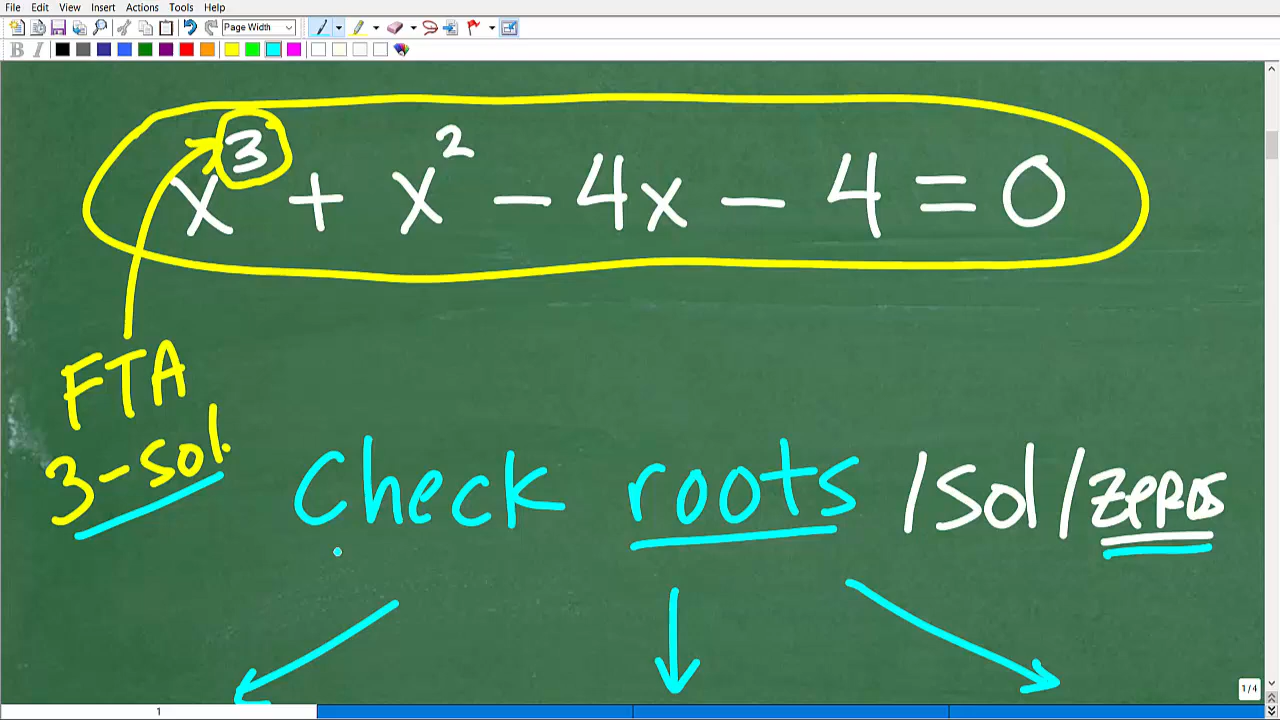 File Edit View Insert Actions Tools Help
Page Width
B I
x³ + x² - 4x - 4 = 0
FTA
3-sol.
Check roots /sol/zeros
1/4
1